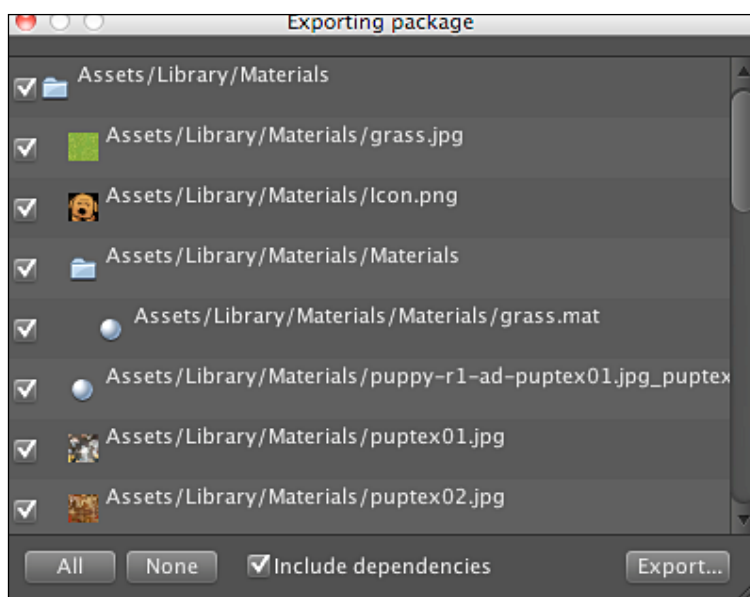 Exporting package
Assets/Library/Materials
Assets/Library/Materials/grass.jpg
Assets/Library/Materials/Icon.png
Assets/Library/Materials/Materials
Assets/Library/Materials/Materials/grass.mat
Assets/Library/Materials/puppy-r1-ad-puptex01.jpg_puptex
Assets/Library/Materials/puptex01.jpg
Assets/Library/Materials/puptex02.jpg
All None Include dependencies Export...